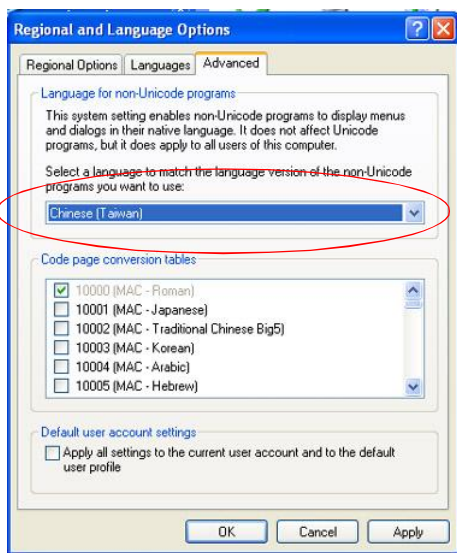 Regional and Language Options
Regional Options Languages Advanced
Language for non-Unicode programs
This system setting enables non-Unicode programs to display menus
and dialogs in their native language. It does not affect Unicode
programs, but it does apply to all users of this computer.
Select a language to match the language version of the non-Unicode
programs you want to use:
Chinese (Taiwan)
Code page conversion tables
10000 (MAC - Roman)
10001 (MAC - Japanese)
10002 (MAC - Traditional Chinese Big5)
10003 (MAC - Korean)
10004 (MAC - Arabic)
10005 (MAC - Hebrew)
Default user account settings
Apply all settings to the current user account and to the default
user profile
OK Cancel Apply